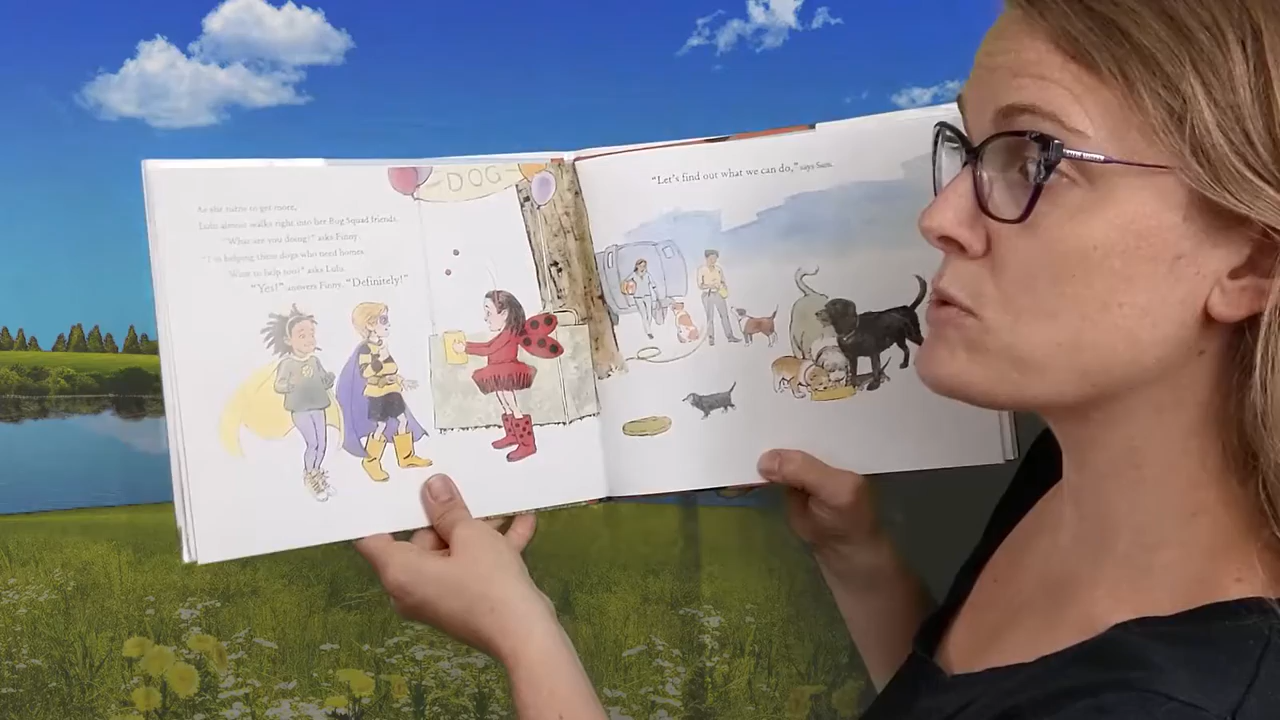 As she turns to get more,
Lulu almost walks right into her Bug Squad friends.
"What are you doing?" asks Finny.
"I'm helping these dogs who need homes.
Want to help too?" asks Lulu.
"Yes!" answers Finny. "Definitely!"
DOG
"Let's find out what we can do," says Sam.